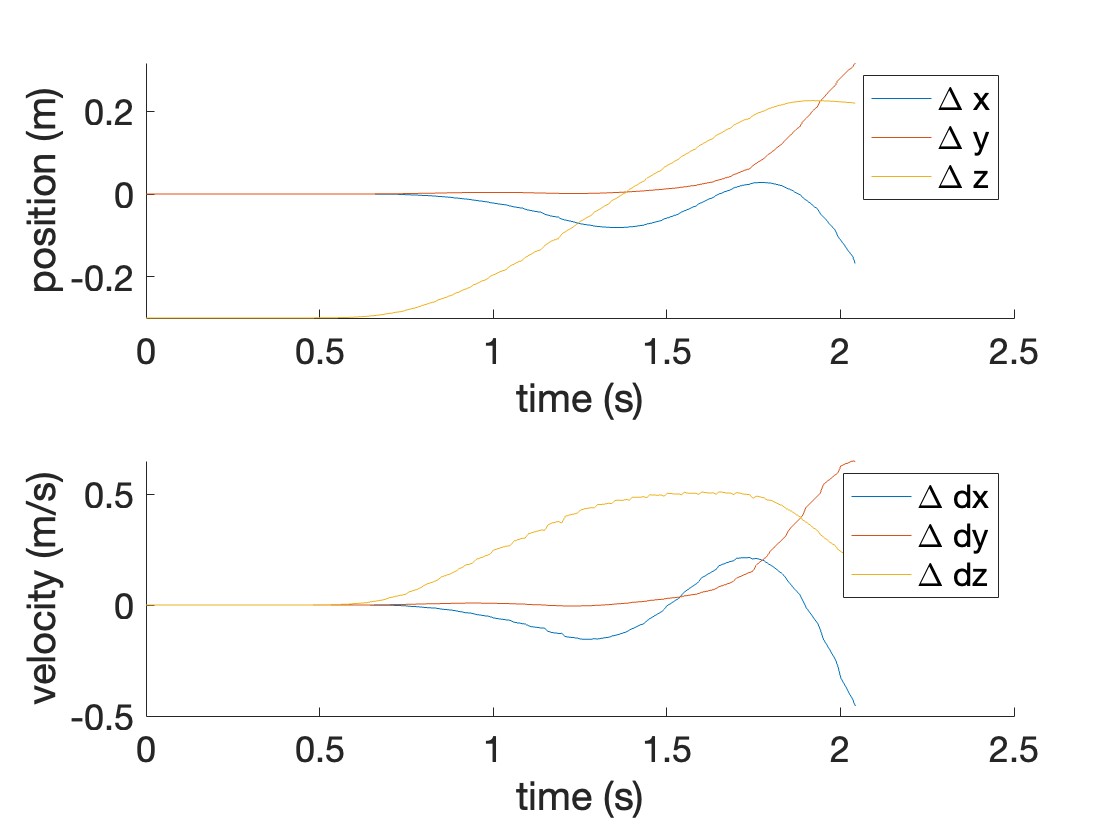 position (m)
0.2
0
-0.2
0 0.5 1 1.5 2 2.5
time (s)
Δ x
Δ y
Δ z
velocity (m/s)
0.5
0
-0.5
0 0.5 1 1.5 2 2.5
time (s)
Δ dx
Δ dy
Δ dz